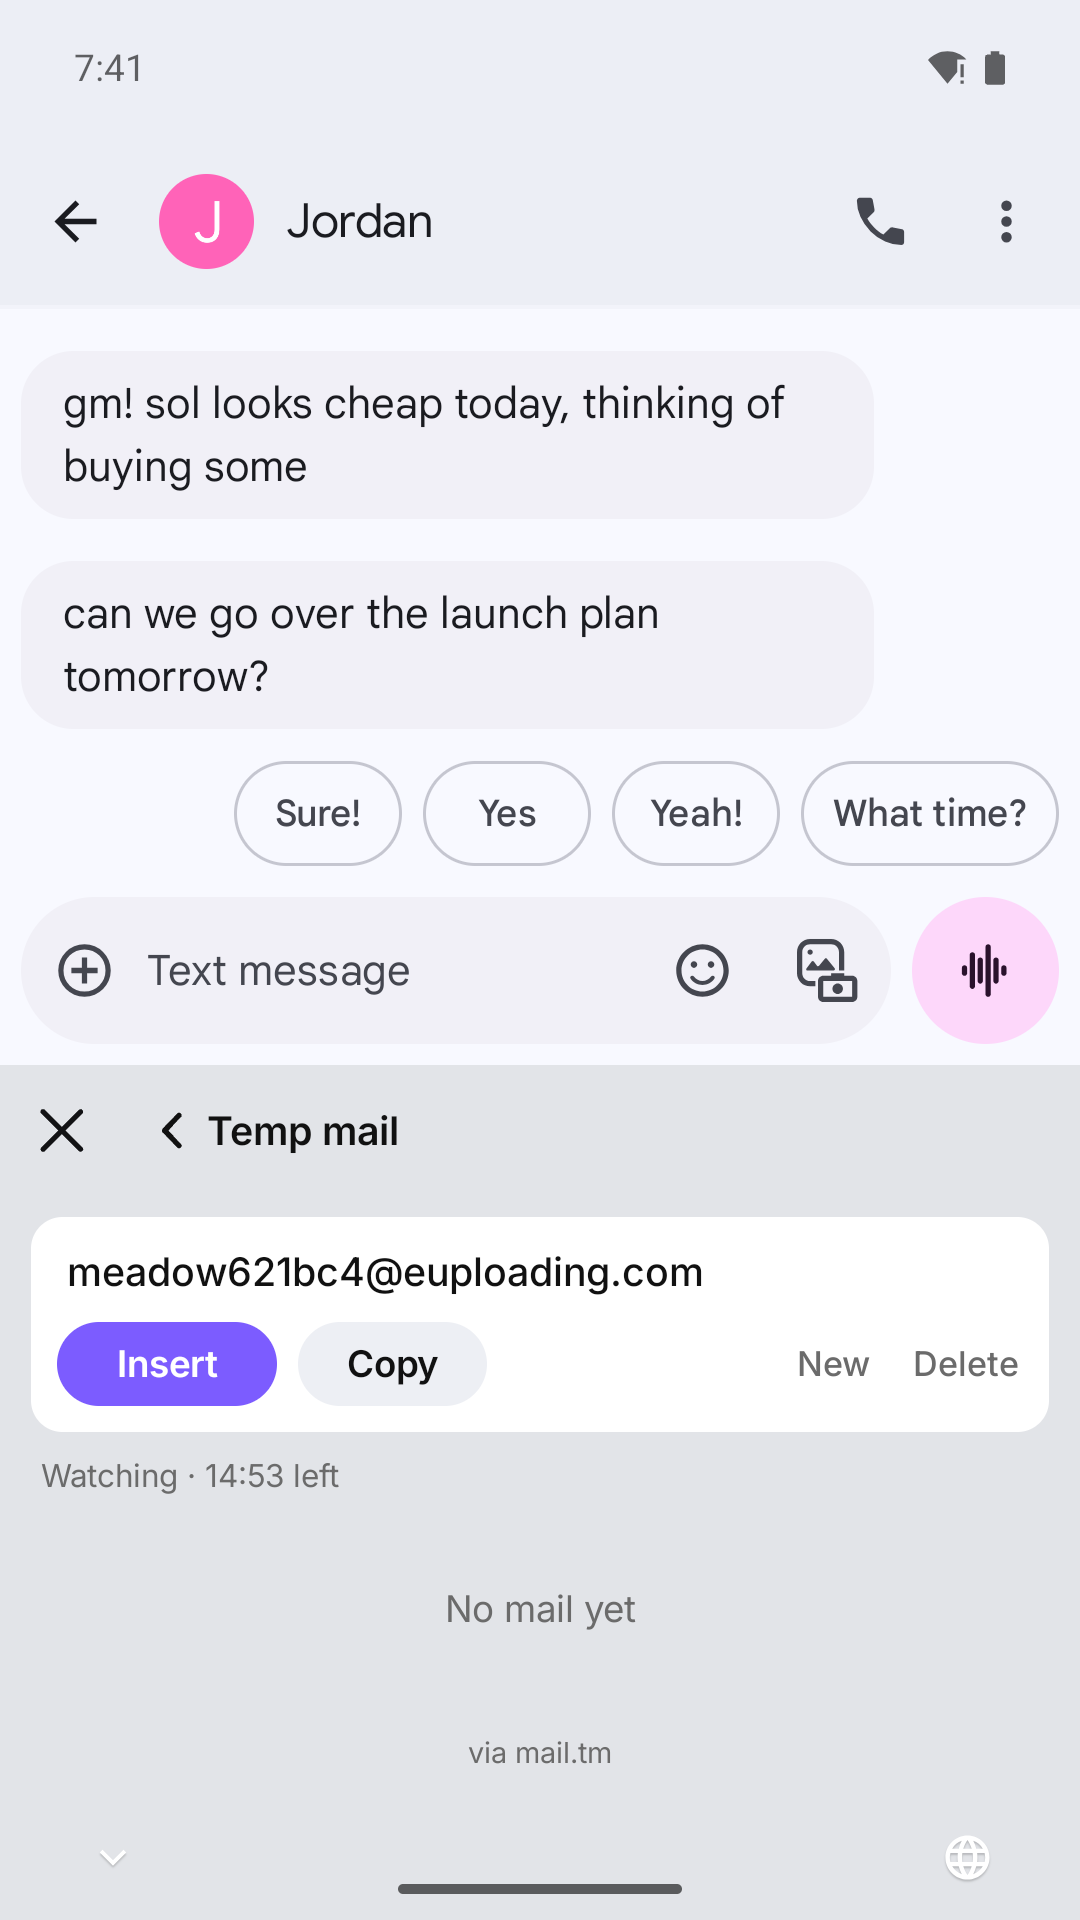 7:41
J
Jordan
gm! sol looks cheap today, thinking of
buying some
can we go over the launch plan
tomorrow?
Sure!
Yes
Yeah!
What time?
Text message
Temp mail
meadow621bc4@euploading.com
Insert
Copy
New
Delete
Watching · 14:53 left
No mail yet
via mail.tm